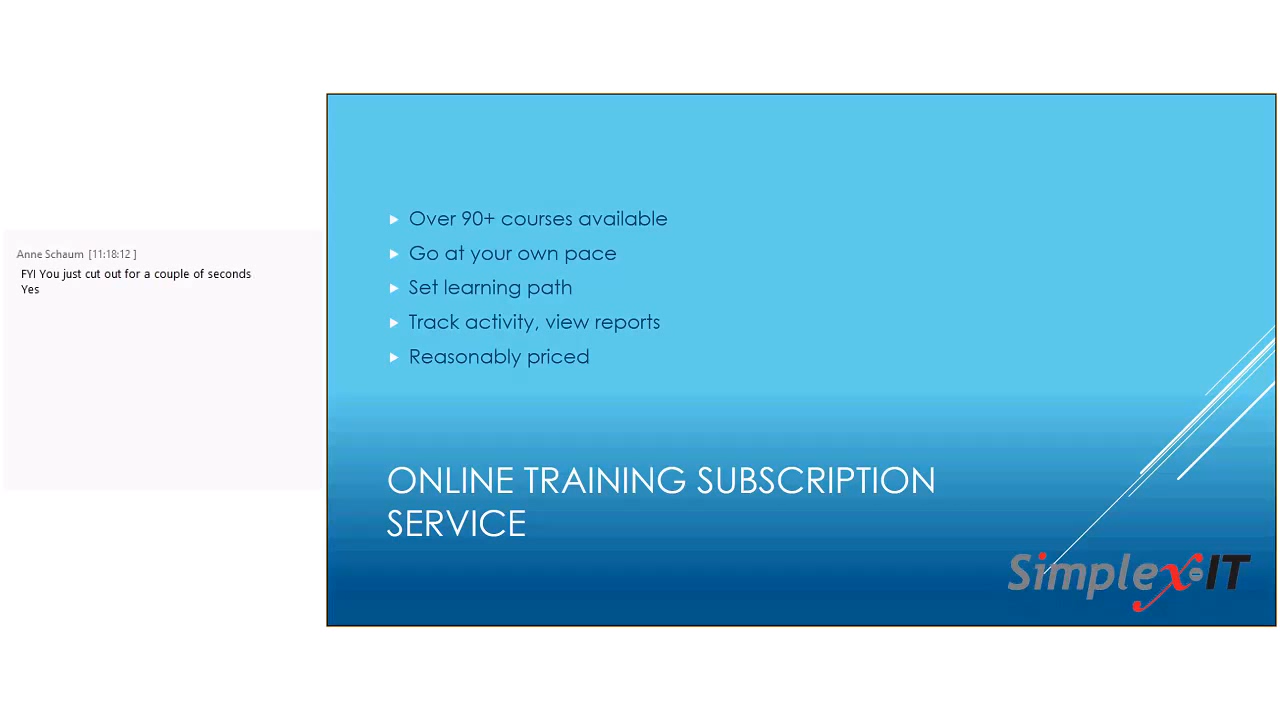 Anne Schaum [11:18:12 ]
FYI You just cut out for a couple of seconds
Yes
Over 90+ courses available
Go at your own pace
Set learning path
Track activity, view reports
Reasonably priced
ONLINE TRAINING SUBSCRIPTION
SERVICE
Simplex-IT